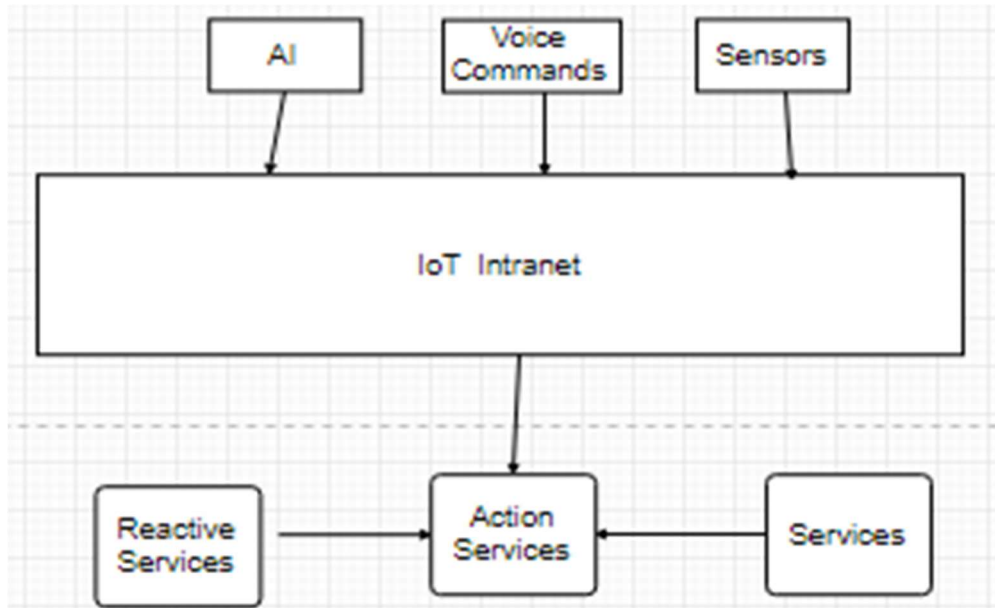 AI
Voice
Commands
Sensors
IoT Intranet
Reactive
Services
Action
Services
Services